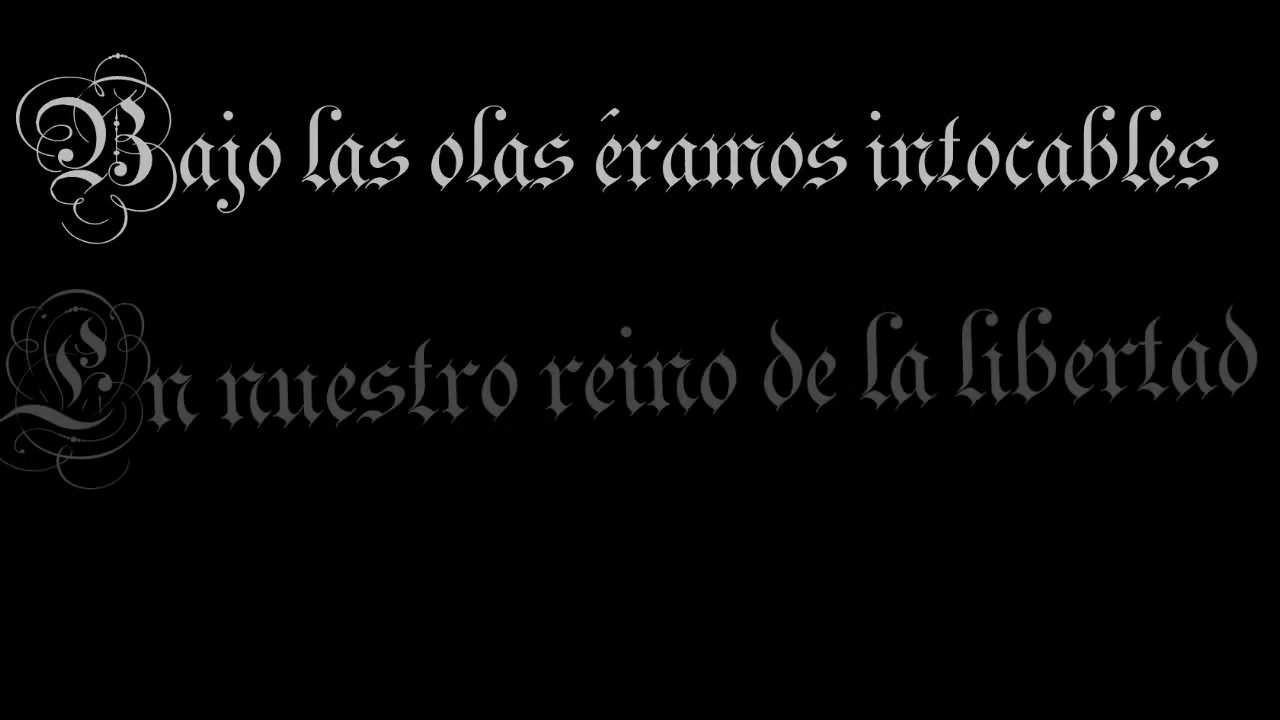 Bajo las olas éramos intocables
En nuestro reino de la libertad